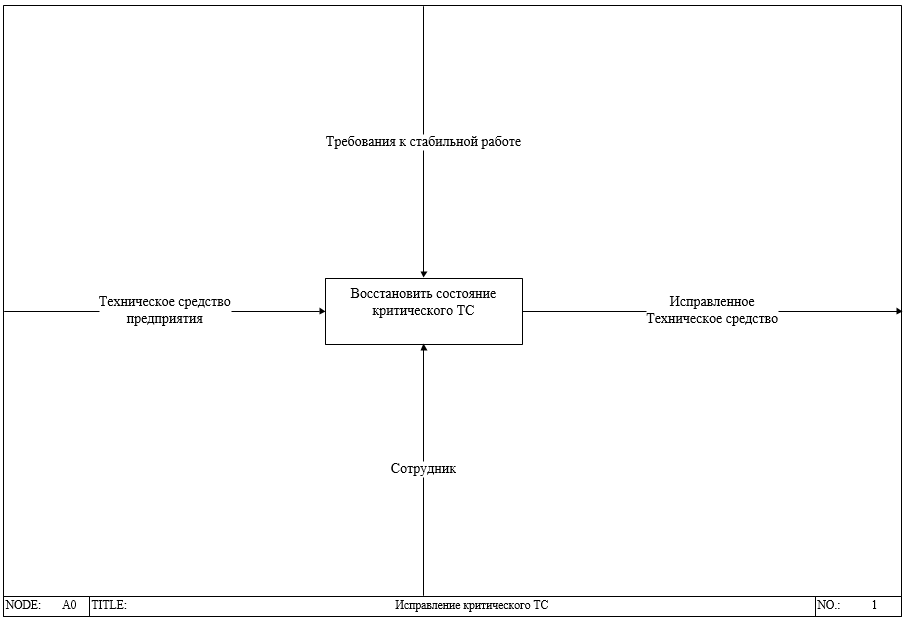 Требования к стабильной работе
Восстановить состояние
критического ТС
Техническое средство
предприятия
Исправленное
Техническое средство
Сотрудник
NODE: A0 TITLE: Исправление критического ТС NO.: 1